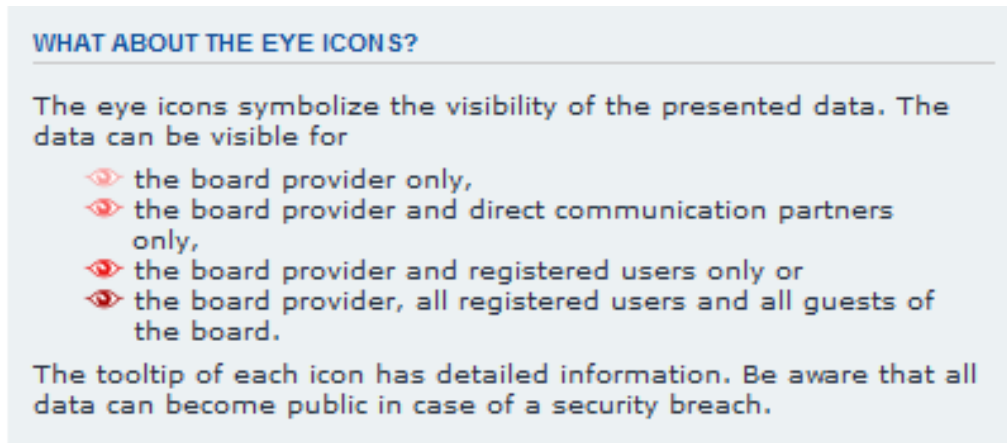 WHAT ABOUT THE EYE ICONS?
The eye icons symbolize the visibility of the presented data. The
data can be visible for
the board provider only,
the board provider and direct communication partners
only,
the board provider and registered users only or
the board provider, all registered users and all guests of
the board.
The tooltip of each icon has detailed information. Be aware that all
data can become public in case of a security breach.